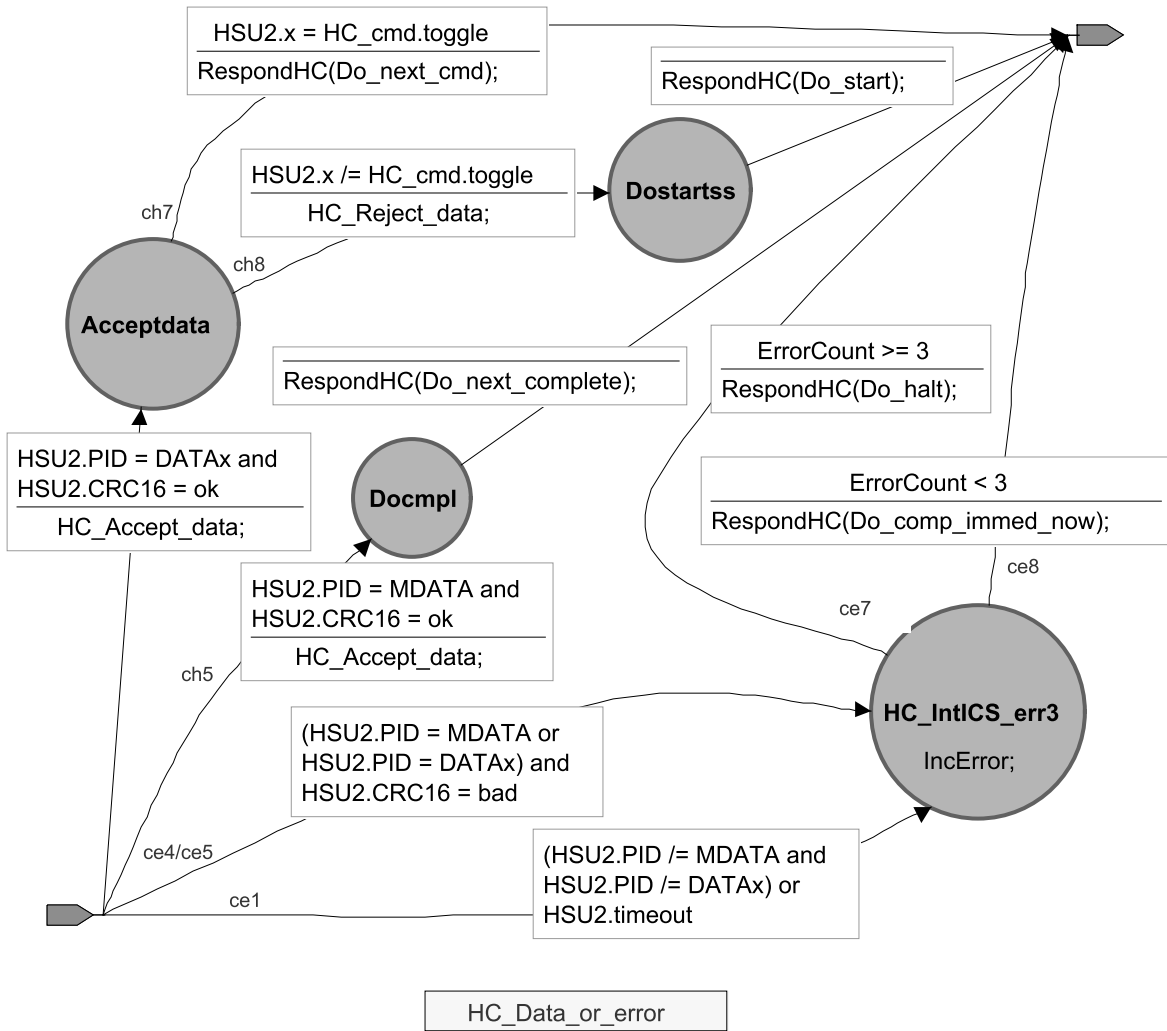 HSU2.x = HC_cmd.toggle
RespondHC(Do_next_cmd);
RespondHC(Do_start);
HSU2.x /= HC_cmd.toggle
HC_Reject_data;
Dostartss
ch7
ch8
Acceptdata
ErrorCount >= 3
RespondHC(Do_halt);
RespondHC(Do_next_complete);
HSU2.PID = DATAx and
HSU2.CRC16 = ok
HC_Accept_data;
Docmpl
ErrorCount < 3
RespondHC(Do_comp_immed_now);
ce8
HSU2.PID = MDATA and
HSU2.CRC16 = ok
HC_Accept_data;
ce7
ch5
HC_IntICS_err3
IncError;
(HSU2.PID = MDATA or
HSU2.PID = DATAx) and
HSU2.CRC16 = bad
ce4/ce5
(HSU2.PID /= MDATA and
HSU2.PID /= DATAx) or
HSU2.timeout
ce1
HC_Data_or_error